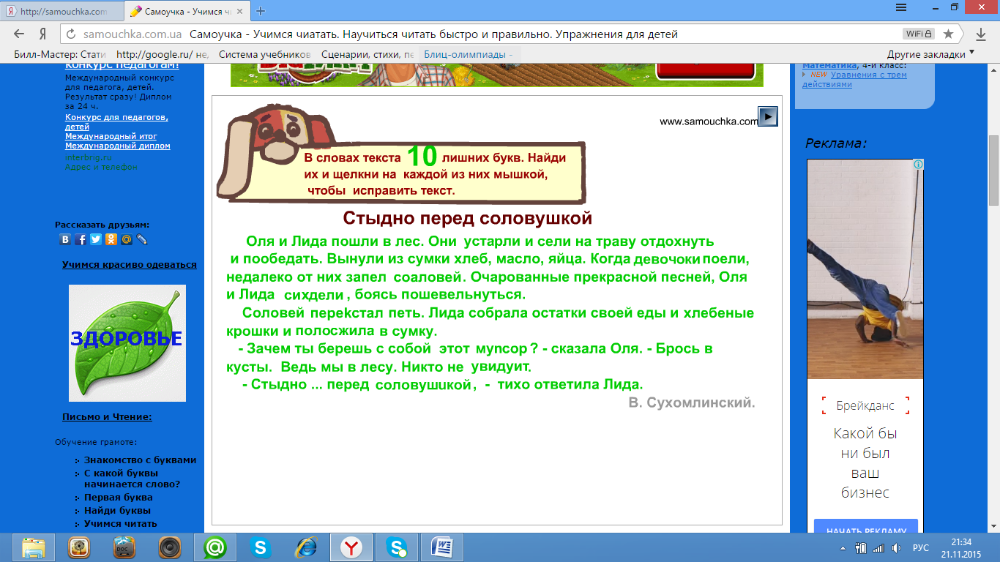 http://samouchka.com
Самоучка - Учимся чи
samouchka.com.ua Самоучка - Учимся чиатать. Научиться читать быстро и правильно. Упражнения для детей
WiFi
Билл-Мастер: Стати http://google.ru/ не, Система учебников Сценарии, стихи, пе Блиц-олимпиады - Другие закладки
конкурс педагогам!
Международный конкурс
для педагога, детей.
Результат сразу! Диплом
за 24 ч.
Конкурс для педагогов,
детей
Международный итог
Международный диплом
interbrig.ru
Адрес и телефон
Рассказать друзьям:
Учимся красиво одеваться
ЗДОРОВЬЕ
Письмо и Чтение:
Обучение грамоте:
Знакомство с буквами
С какой буквы
начинается слово?
Первая буква
Найди буквы
Учимся читать
www.samouchka.com
В словах текста 10 лишних букв. Найди
их и щелкни на каждой из них мышкой,
чтобы исправить текст.
Стыдно перед соловушкой
Оля и Лида пошли в лес. Они устарли и сели на траву отдохнуть
и пообедать. Вынули из сумки хлеб, масло, яйца. Когда девочоки поели,
недалеко от них запел соаловей. Очарованные прекрасной песней, Оля
и Лида сихдели , боясь пошевельнуться.
Соловей перекстал петь. Лида собрала остатки своей еды и хлебеные
крошки и полосжила в сумку.
- Зачем ты берешь с собой этот мупсор ? - сказала Оля. - Брось в
кусты. Ведь мы в лесу. Никто не увидуит.
- Стыдно ... перед соловушикой , - тихо ответила Лида.
В. Сухомлинский.
Математика, 4-й класс:
NEW Уравнения с трем
действиями
Реклама:
Брейкданс
Какой бы
ни был
ваш
бизнес
НАЧАТЬ РЕКЛАМУ
РУС
21:34
21.11.2015